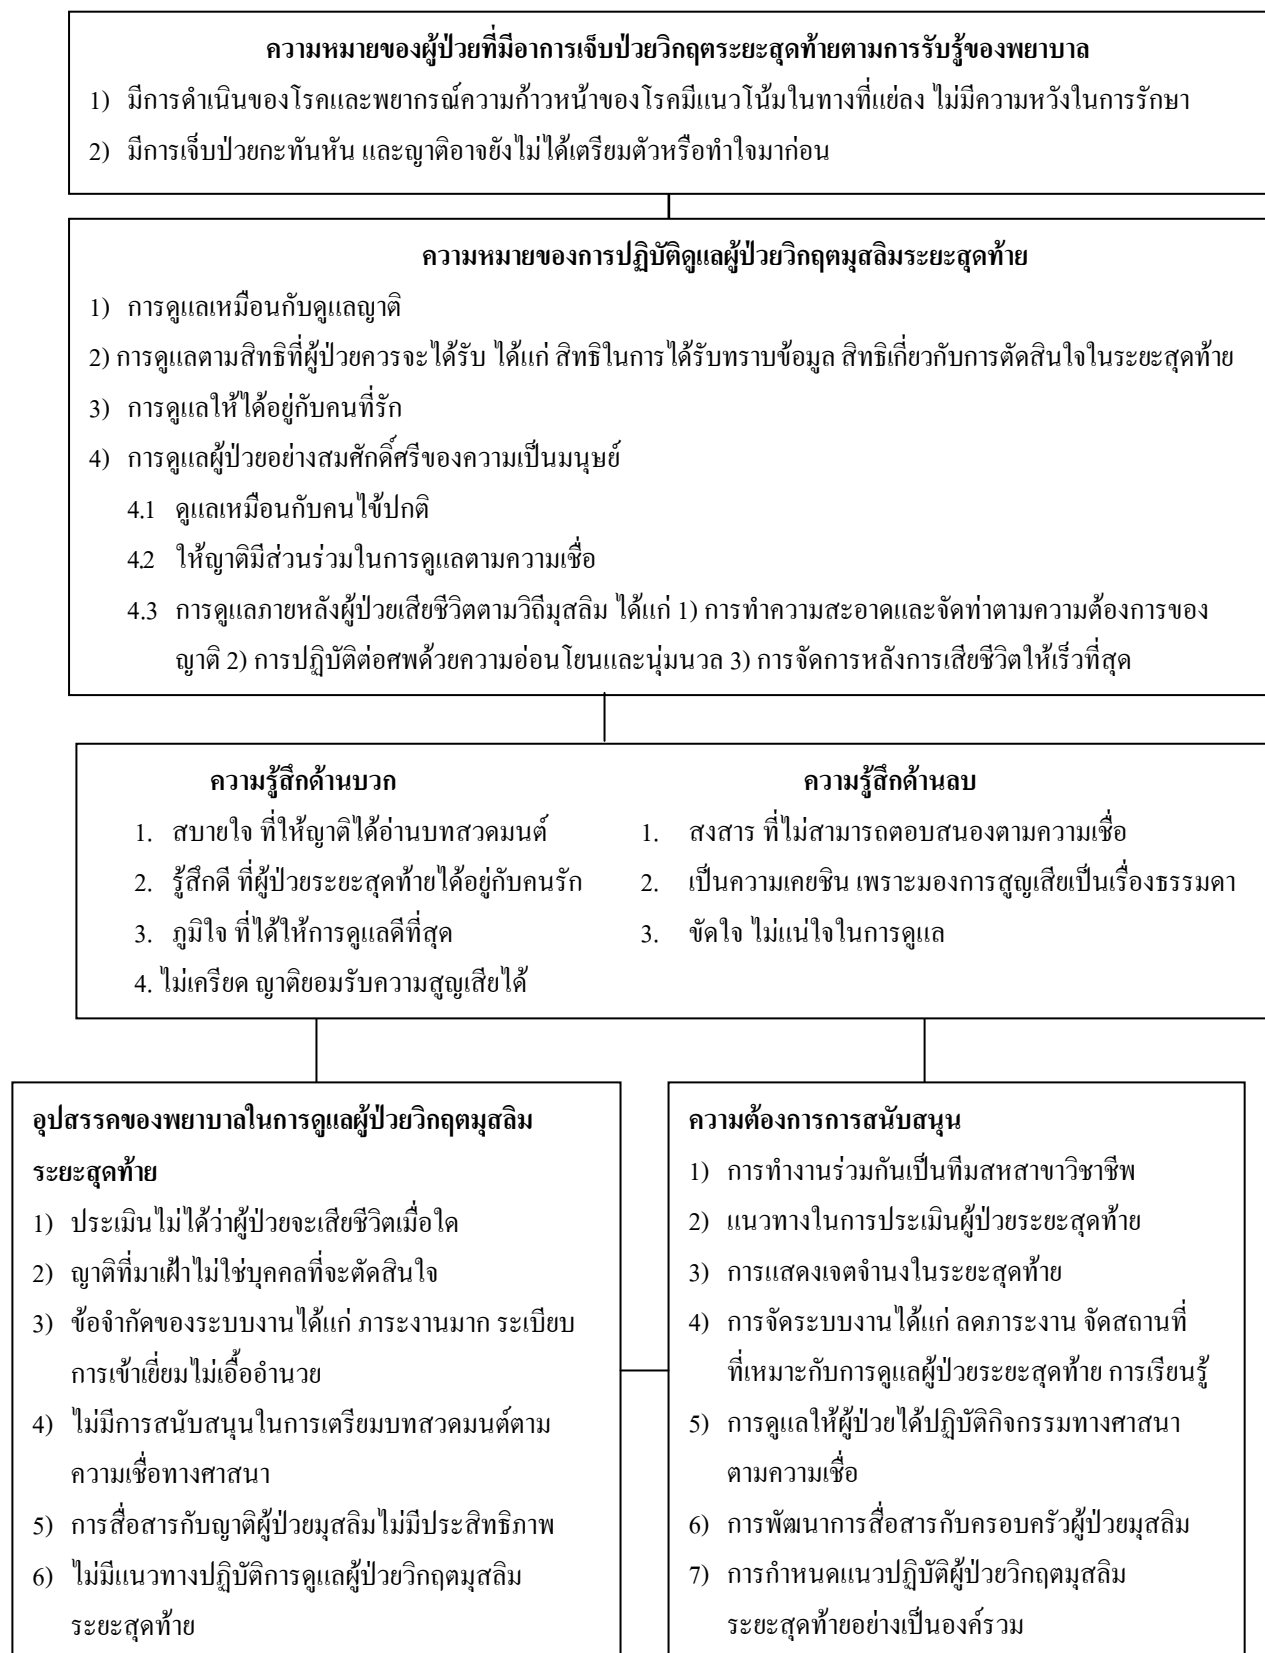 ความหมายของผู้ป่วยที่มีอาการเจ็บป่วยวิกฤตระยะสุดท้ายตามการรับรู้ของพยาบาล
1) มีการดำเนินของโรคและพยากรณ์ความก้าวหน้าของโรคมีแนวโน้มในทางที่แย่ลง ไม่มีความหวังในการรักษา
2) มีการเจ็บป่วยกะทันหัน และญาติอาจยังไม่ได้เตรียมตัวหรือทำใจมาก่อน
ความหมายของการปฏิบัติดูแลผู้ป่วยวิกฤตมุสลิมระยะสุดท้าย
1) การดูแลเหมือนกับดูแลญาติ
2) การดูแลตามสิทธิที่ผู้ป่วยควรจะได้รับ ได้แก่ สิทธิในการได้รับทราบข้อมูล สิทธิเกี่ยวกับการตัดสินใจในระยะสุดท้าย
3) การดูแลให้ได้อยู่กับคนที่รัก
4) การดูแลผู้ป่วยอย่างสมศักดิ์ศรีของความเป็นมนุษย์
4.1 ดูแลเหมือนกับคนไข้ปกติ
4.2 ให้ญาติมีส่วนร่วมในการดูแลตามความเชื่อ
4.3 การดูแลภายหลังผู้ป่วยเสียชีวิตตามวิถีมุสลิม ได้แก่ 1) การทำความสะอาดและจัดท่าตามความต้องการของ
ญาติ 2) การปฏิบัติต่อศพด้วยความอ่อนโยนและนุ่มนวล 3) การจัดการหลังการเสียชีวิตให้เร็วที่สุด
ความรู้สึกด้านบวก
1. สบายใจ ที่ให้ญาติได้อ่านบทสวดมนต์
2. รู้สึกดี ที่ผู้ป่วยระยะสุดท้ายได้อยู่กับคนรัก
3. ภูมิใจ ที่ได้ให้การดูแลดีที่สุด
4. ไม่เครียด ญาติยอมรับความสูญเสียได้
ความรู้สึกด้านลบ
1. สงสาร ที่ไม่สามารถตอบสนองตามความเชื่อ
2. เป็นความเคยชิน เพราะมองการสูญเสียเป็นเรื่องธรรมดา
3. ขัดใจ ไม่แน่ใจในการดูแล
อุปสรรคของพยาบาลในการดูแลผู้ป่วยวิกฤตมุสลิม
ระยะสุดท้าย
1) ประเมินไม่ได้ว่าผู้ป่วยจะเสียชีวิตเมื่อใด
2) ญาติที่มาเฝ้าไม่ใช่บุคคลที่จะตัดสินใจ
3) ข้อจำกัดของระบบงานได้แก่ ภาระงานมาก ระเบียบ
การเข้าเยี่ยมไม่เอื้ออำนวย
4) ไม่มีการสนับสนุนในการเตรียมบทสวดมนต์ตาม
ความเชื่อทางศาสนา
5) การสื่อสารกับญาติผู้ป่วยมุสลิมไม่มีประสิทธิภาพ
6) ไม่มีแนวทางปฏิบัติการดูแลผู้ป่วยวิกฤตมุสลิม
ระยะสุดท้าย
ความต้องการการสนับสนุน
1) การทำงานร่วมกันเป็นทีมสหสาขาวิชาชีพ
2) แนวทางในการประเมินผู้ป่วยระยะสุดท้าย
3) การแสดงเจตจำนงในระยะสุดท้าย
4) การจัดระบบงานได้แก่ ลดภาระงาน จัดสถานที่
ที่เหมาะกับการดูแลผู้ป่วยระยะสุดท้าย การเรียนรู้
5) การดูแลให้ผู้ป่วยได้ปฏิบัติกิจกรรมทางศาสนา
ตามความเชื่อ
6) การพัฒนาการสื่อสารกับครอบครัวผู้ป่วยมุสลิม
7) การกำหนดแนวปฏิบัติผู้ป่วยวิกฤตมุสลิม
ระยะสุดท้ายอย่างเป็นองค์รวม